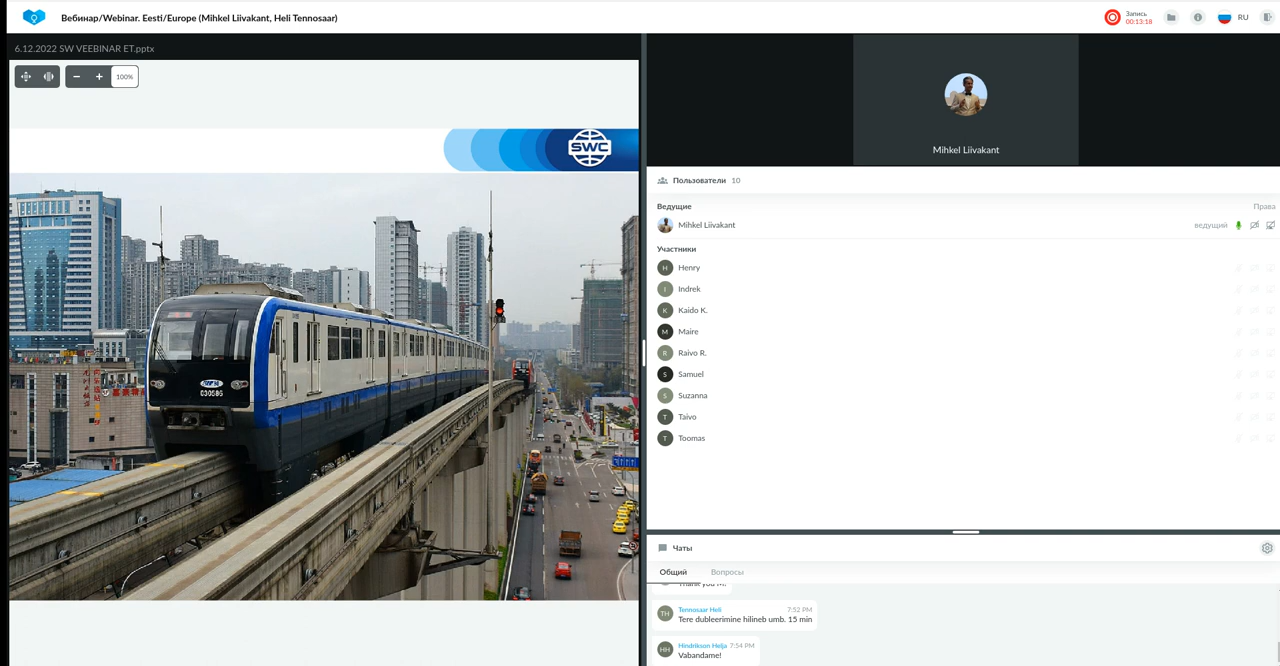 Вебинар/Webinar. Eesti/Europe (Mihkel Liivakant, Heli Tennosaar)
Запись
00:13:18
RU
6.12.2022 SW VEEBINAR ET.pptx
100%
SWC
030586
Mihkel Liivakant
Пользователи 10
Ведущие
Права
Mihkel Liivakant
ведущий
Участники
H Henry
I Indrek
K Kaido K.
M Maire
R Raivo R.
S Samuel
S Suzanna
T Taivo
T Toomas
Чаты
Общий
Вопросы
Thank you M!
TH Tennosaar Heli 7:52 PM
Tere dubleerimine hilineb umb. 15 min
HH Hindrikson Helja 7:54 PM
Vabandame!